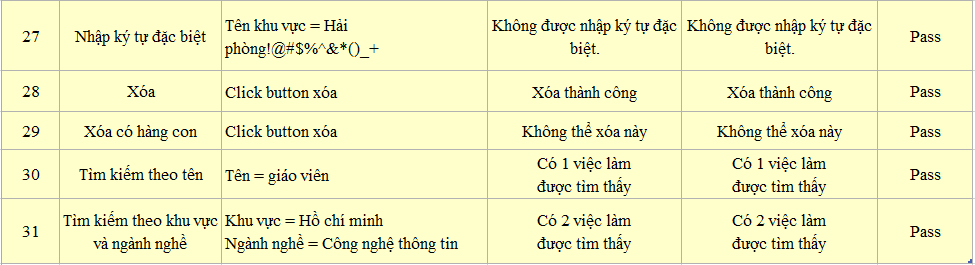 27 Nhập ký tự đặc biệt Tên khu vực = Hải phòng!@#$%^&*()_+ Không được nhập ký tự đặc biệt. Không được nhập ký tự đặc biệt. Pass
28 Xóa Click button xóa Xóa thành công Xóa thành công Pass
29 Xóa có hàng con Click button xóa Không thể xóa này Không thể xóa này Pass
30 Tìm kiếm theo tên Tên = giáo viên Có 1 việc làm được tìm thấy Có 1 việc làm được tìm thấy Pass
31 Tìm kiếm theo khu vực và ngành nghề Khu vực = Hồ chí minh Ngành nghề = Công nghệ thông tin Có 2 việc làm được tìm thấy Có 2 việc làm được tìm thấy Pass